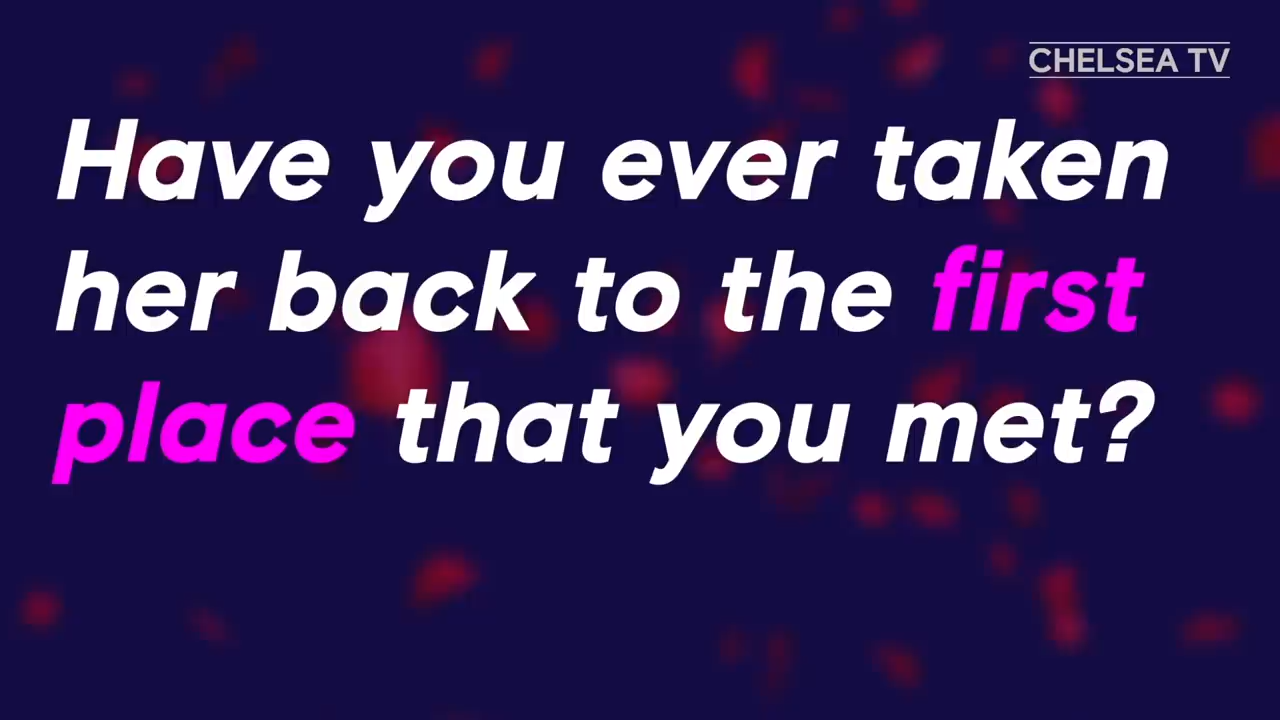 CHELSEA TV
Have you ever taken
her back to the first
place that you met?